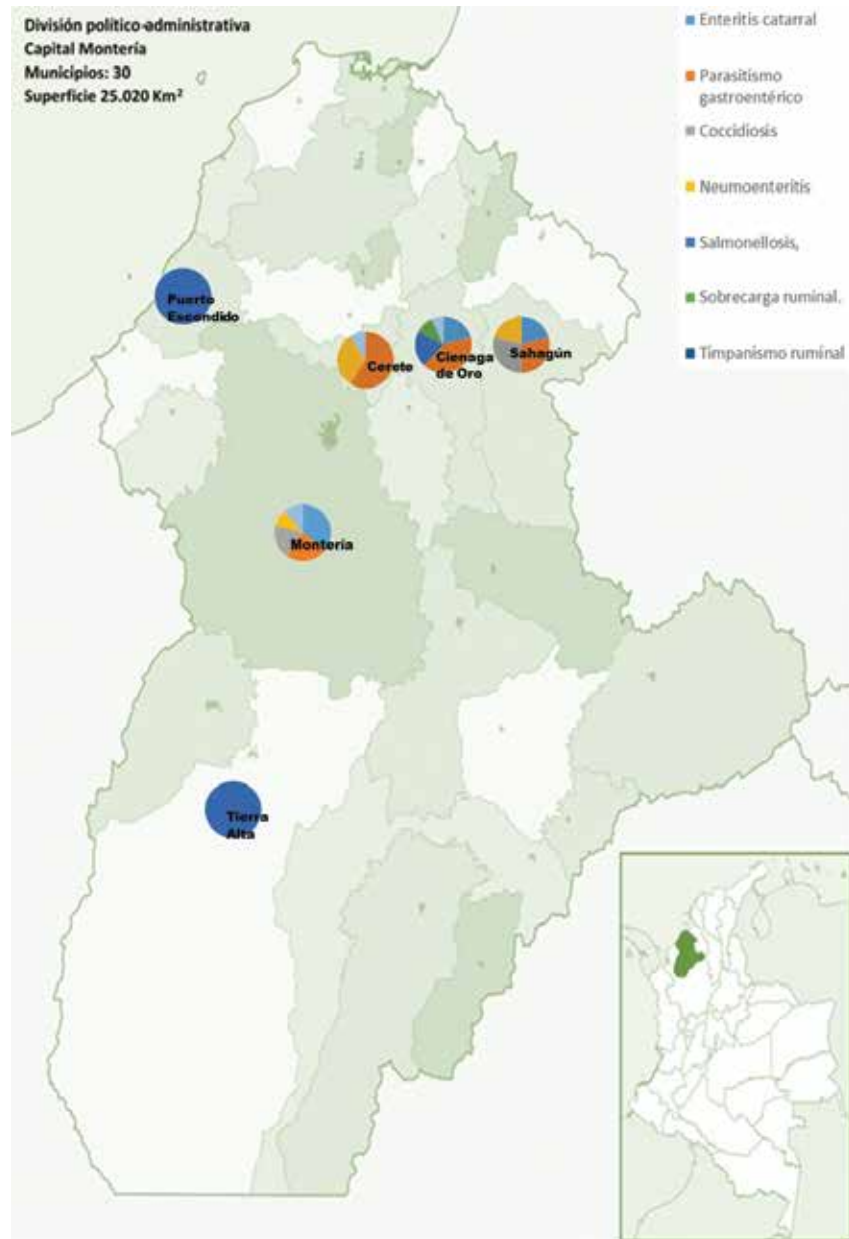 División político-administrativa
Capital Montería
Municipios: 30
Superficie 25.020 Km²
Enteritis catarral
Parasitismo
gastroentérico
Coccidiosis
Neumoenteritis
Salmonellosis,
Sobrecarga ruminal.
Timpanismo ruminal
Puerto
Escondido
Cerete
Cienaga
de Oro
Sahagún
Montería
Tierra
Alta